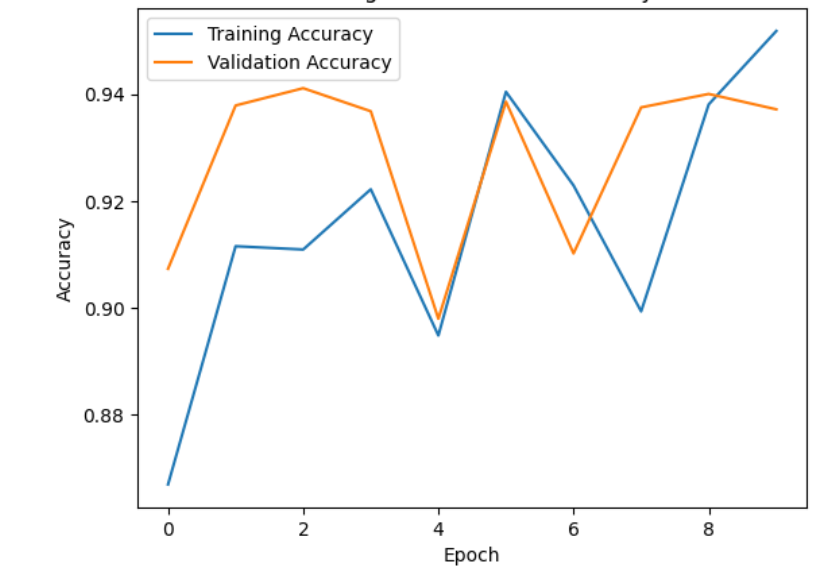 Training Accuracy
Validation Accuracy
0.94
0.92
0.90
0.88
Accuracy
0
2
4
6
8
Epoch